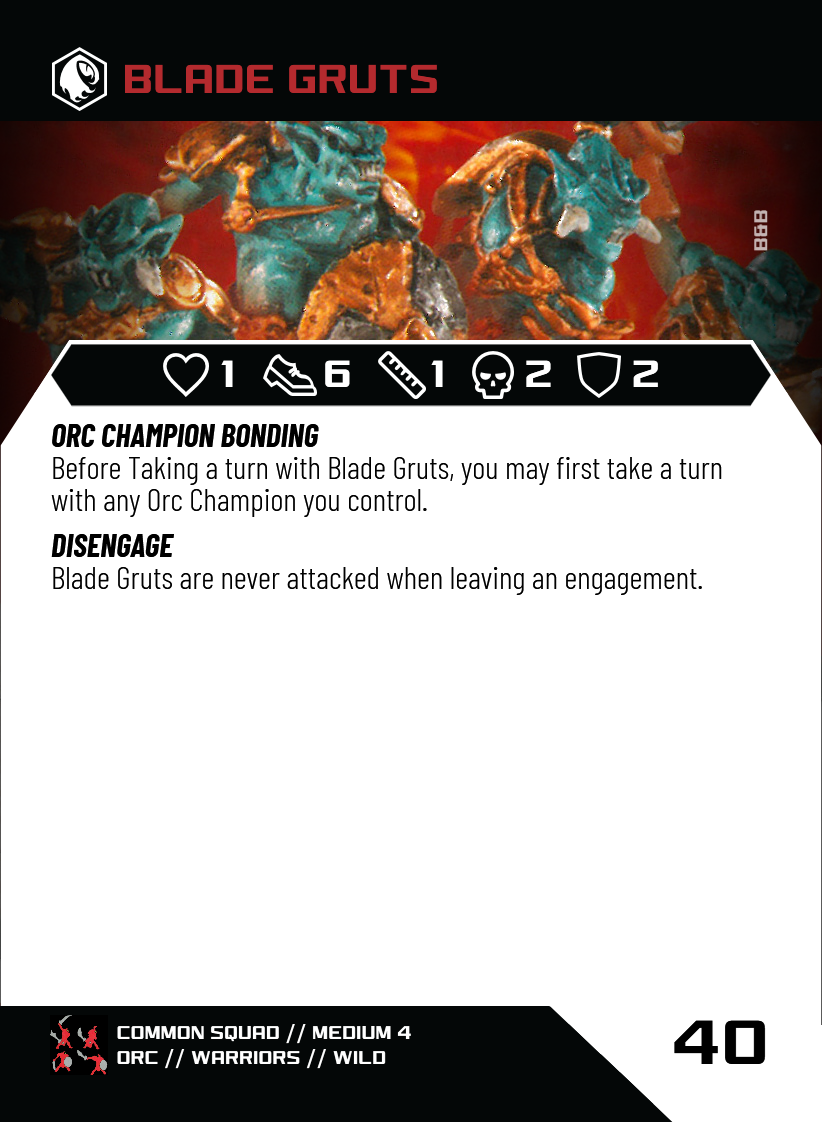 BLADE GRUTS
B&B
1 6 1 2 2
ORC CHAMPION BONDING
Before Taking a turn with Blade Gruts, you may first take a turn
with any Orc Champion you control.
DISENGAGE
Blade Gruts are never attacked when leaving an engagement.
COMMON SQUAD // MEDIUM 4
ORC // WARRIORS // WILD
40